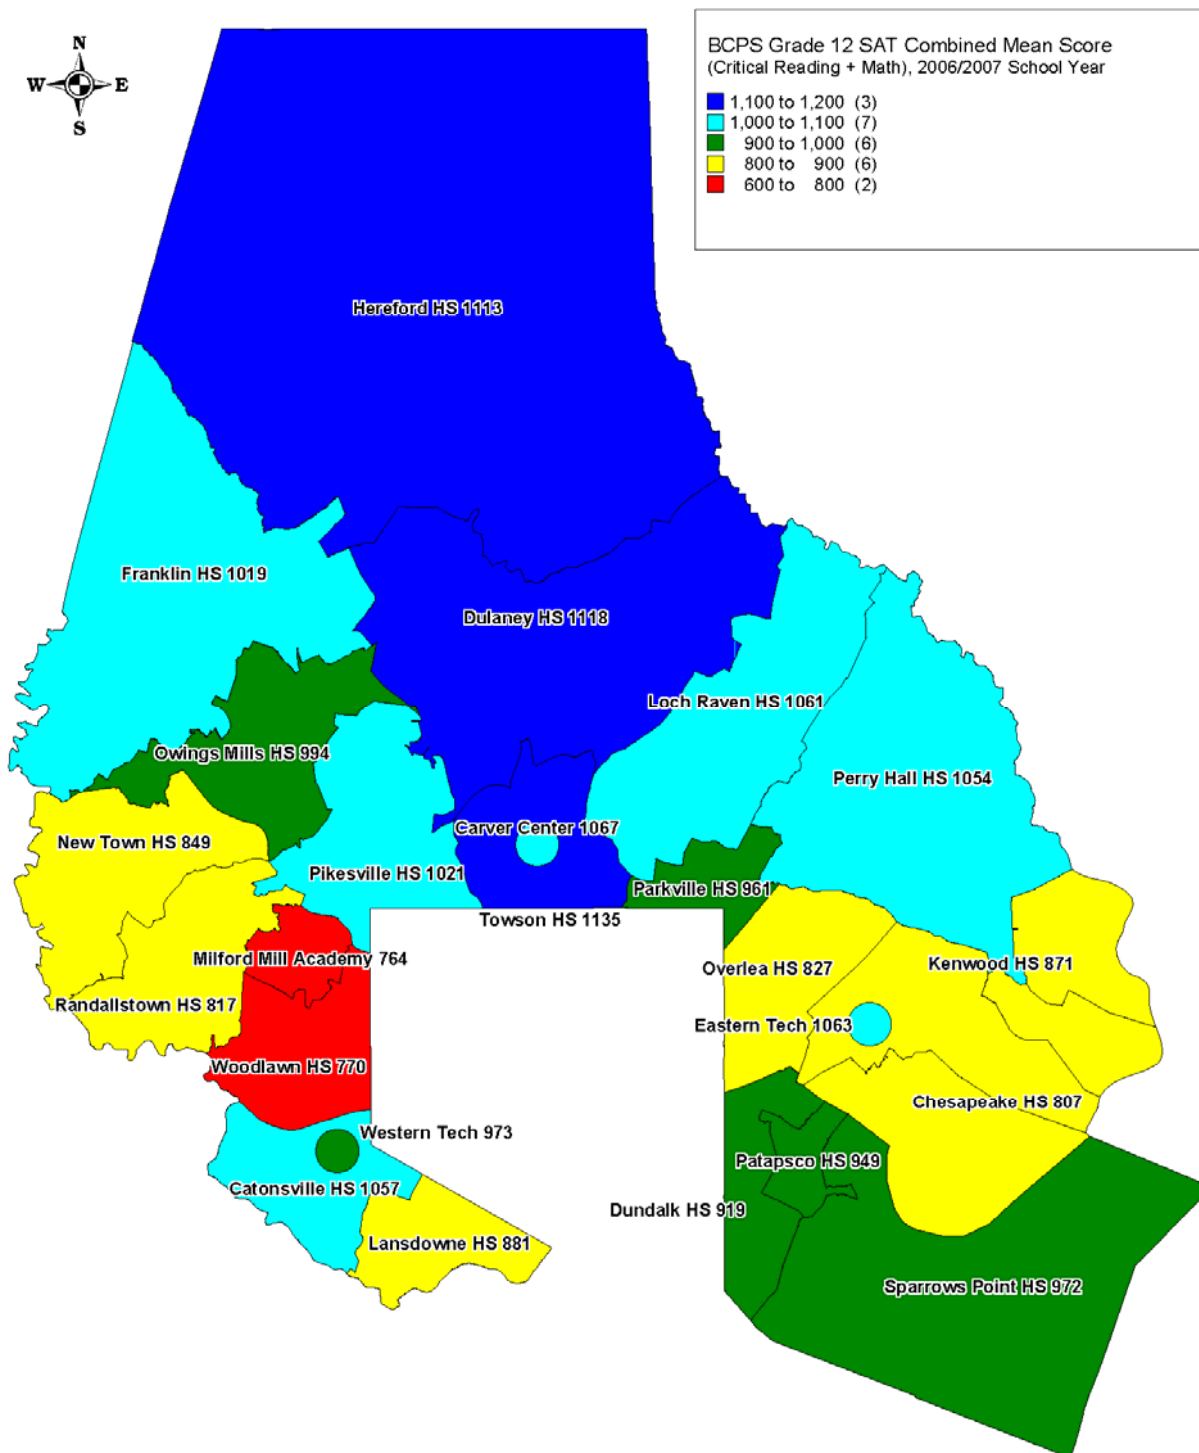 BCPS Grade 12 SAT Combined Mean Score
(Critical Reading + Math), 2006/2007 School Year
1,100 to 1,200 (3)
1,000 to 1,100 (7)
900 to 1,000 (6)
800 to 900 (6)
600 to 800 (2)
N
W E
S
Hereford HS 1113
Franklin HS 1019
Dulaney HS 1118
Loch Raven HS 1061
Owings Mills HS 994
Perry Hall HS 1054
New Town HS 849
Carver Center 1067
Pikesville HS 1021
Parkville HS 961
Towson HS 1135
Milford Mill Academy 764
Overlea HS 827
Kenwood HS 871
Randallstown HS 817
Eastern Tech 1063
Woodlawn HS 770
Chesapeake HS 807
Western Tech 973
Patapsco HS 949
Catonsville HS 1057
Dundalk HS 919
Lansdowne HS 881
Sparrows Point HS 972